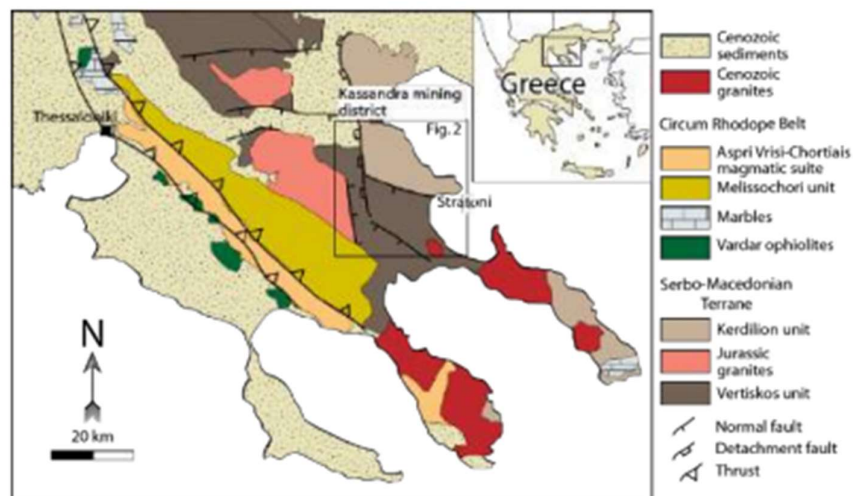 Greece
Kassandra mining
district
Fig. 2
Thessaloniki
Stratoni
N
20 km
Cenozoic
sediments
Cenozoic
granites
Circum Rhodope Belt
Aspri Vrisi-Chortiais
magmatic suite
Melissochori unit
Marbles
Vardar ophiolites
Serbo-Macedonian
Terrane
Kerdilion unit
Jurassic
granites
Vertiskos unit
Normal fault
Detachment fault
Thrust